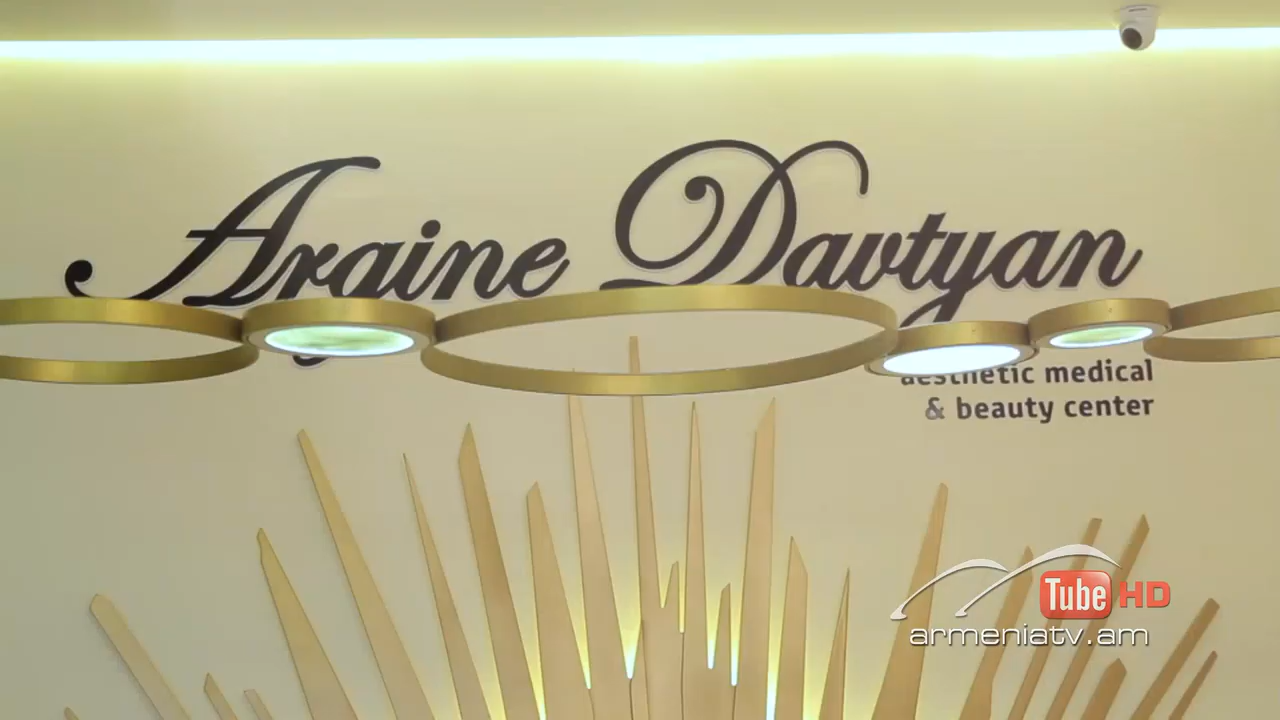 Araine Davtyan
aesthetic medical
& beauty center
Tube HD
armeniatv.am